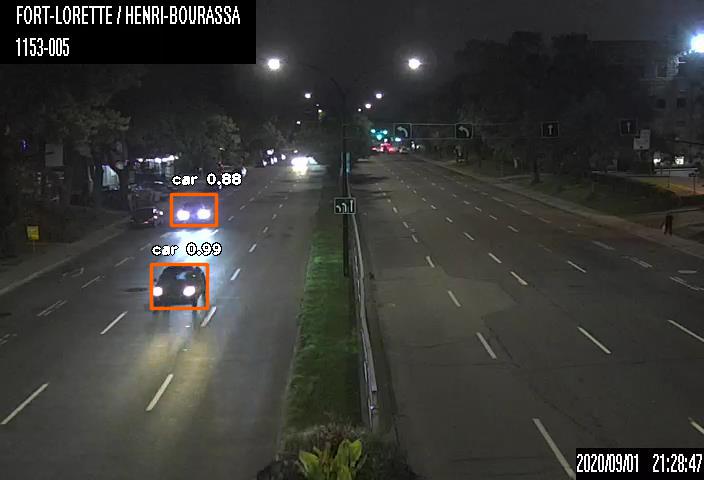 FORT-LORETTE / HENRI-BOURASSA
1153-005
car 0.88
car 0.99
2020/09/01 21:28:47